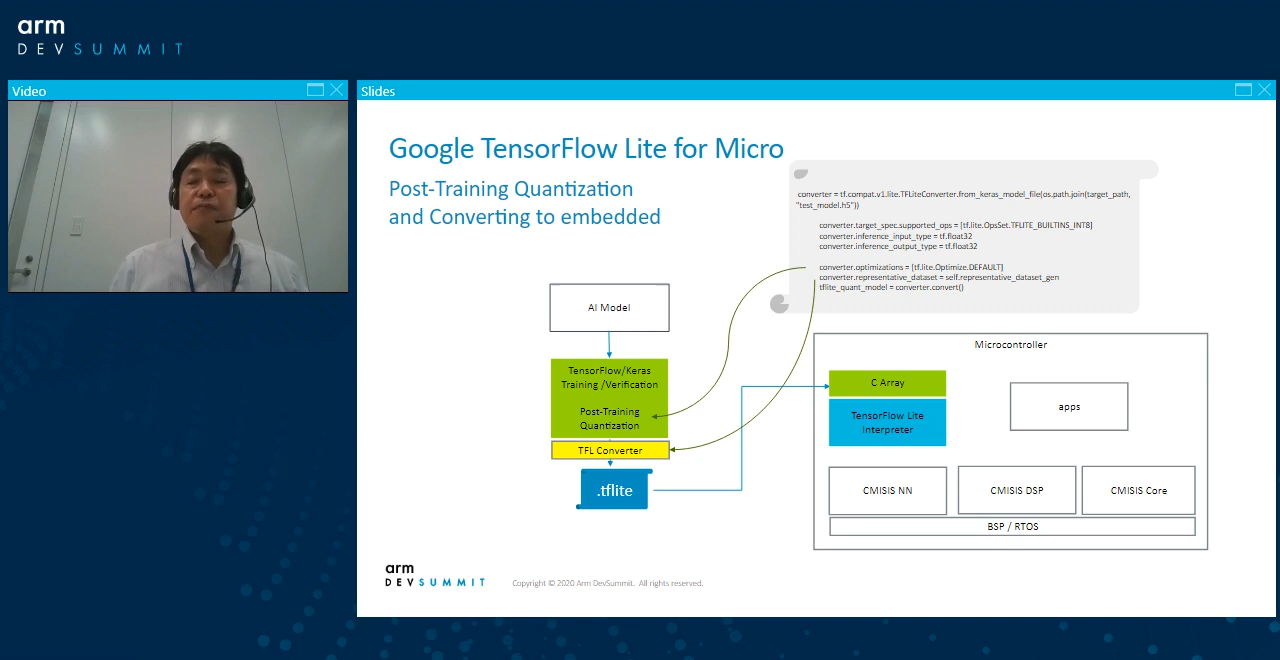 arm
DEVSUMMIT
Video
Slides
Google TensorFlow Lite for Micro
Post-Training Quantization
and Converting to embedded
converter = tf.compat.v1.lite.TFLiteConverter.from_keras_model_file(os.path.join(target_path,
"test_model.h5"))
converter.target_spec.supported_ops = [tf.lite.OpsSet.TFLITE_BUILTINS_INT8]
converter.inference_input_type = tf.float32
converter.inference_output_type = tf.float32
converter.optimizations = [tf.lite.Optimize.DEFAULT]
converter.representative_dataset = self.representative_dataset_gen
tflite_quant_model = converter.convert()
AI Model
TensorFlow/Keras
Training /Verification
Post-Training
Quantization
TFL Converter
.tflite
Microcontroller
C Array
TensorFlow Lite
Interpreter
apps
CMISIS NN
CMISIS DSP
CMISIS Core
BSP / RTOS
arm
DEVSUMMIT
Copyright © 2020 Arm DevSummit. All rights reserved.